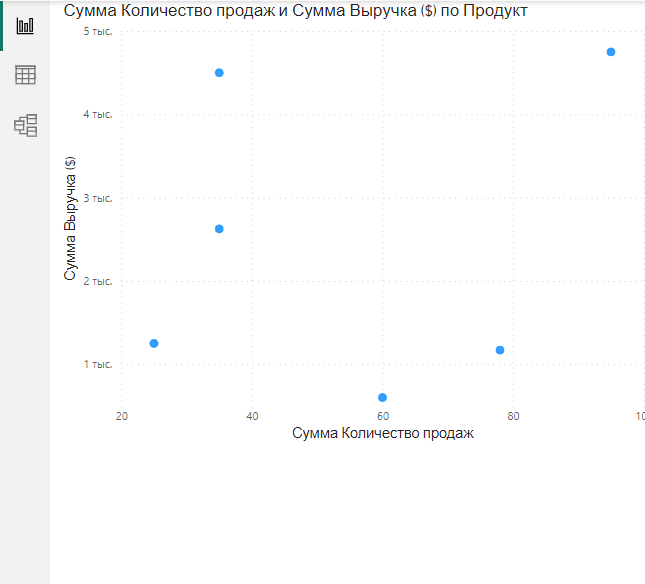 Сумма Количество продаж и Сумма Выручка ($) по Продукт
5 тыс.
4 тыс.
3 тыс.
2 тыс.
1 тыс.
Сумма Выручка ($)
20 40 60 80
Сумма Количество продаж